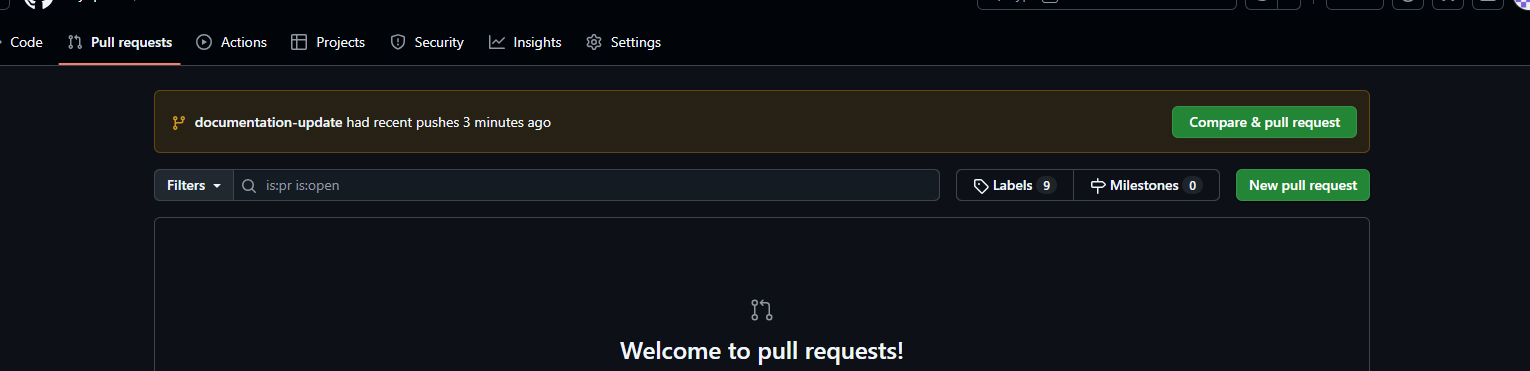 Code Pull requests Actions Projects Security Insights Settings
documentation-update had recent pushes 3 minutes ago Compare & pull request
Filters is:pr is:open Labels 9 Milestones 0 New pull request
Welcome to pull requests!